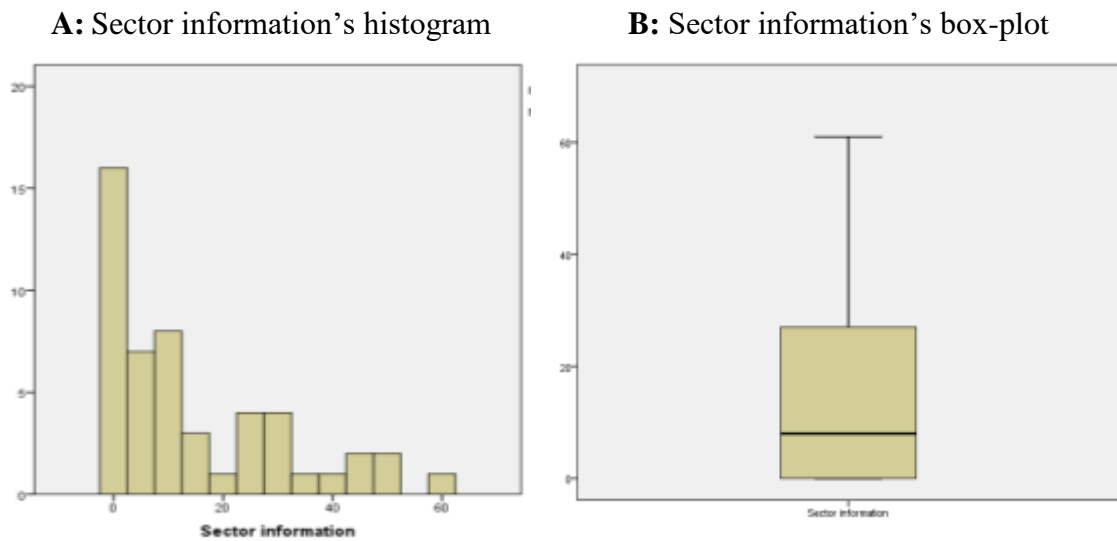 A: Sector information’s histogram
B: Sector information’s box-plot
20
15
10
5
0
0 20 40 60
Sector information
60
40
20
0
Sector information